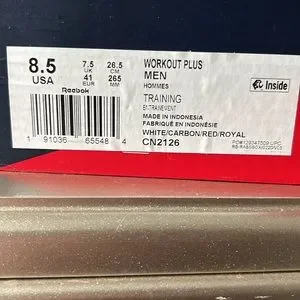 8.5
USA
7.5 26.5
UK CM
41 265
EUR MM
Reebok
1 91036 65548 4
WORKOUT PLUS
MEN
HOMMES
TRAINING
ENTRAINEMENT
MADE IN INDONESIA
FABRIQUÉ EN INDONÉSIE
WHITE/CARBON/RED/ROYAL
CN2126
Inside